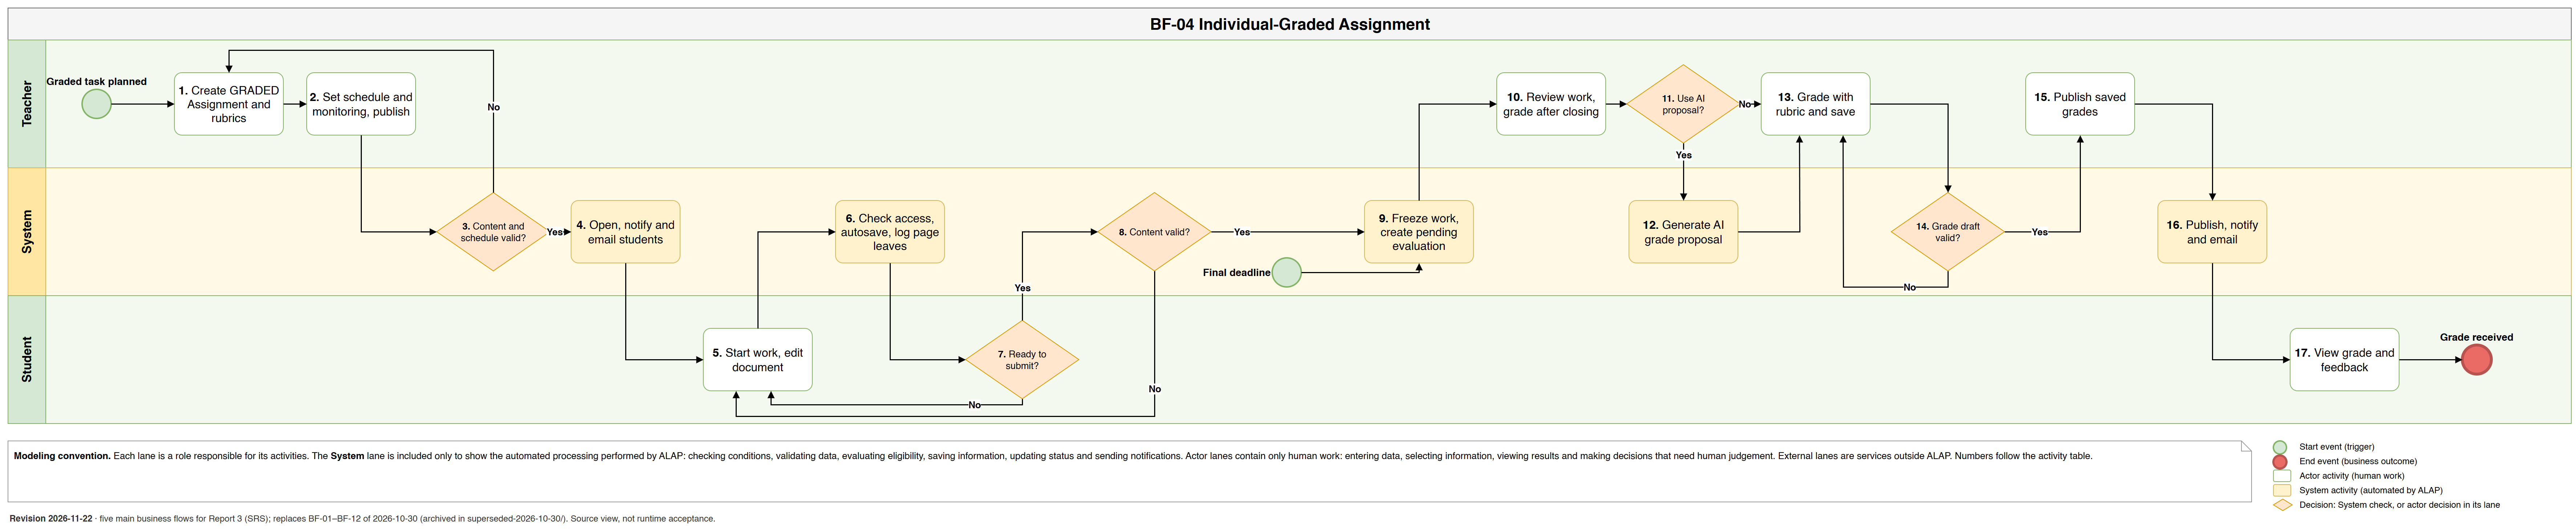 BF-04 Individual-Graded Assignment
Teacher
Graded task planned
1. Create GRADED
Assignment and
rubrics
2. Set schedule and
monitoring, publish
No
10. Review work,
grade after closing
11. Use AI
proposal?
No
Yes
13. Grade with
rubric and save
15. Publish saved
grades
System
3. Content and
schedule valid?
Yes
4. Open, notify and
email students
6. Check access,
autosave, log page
leaves
Yes
8. Content valid?
Yes
Final deadline
9. Freeze work,
create pending
evaluation
12. Generate AI
grade proposal
14. Grade draft
valid?
Yes
No
16. Publish, notify
and email
Student
5. Start work, edit
document
7. Ready to
submit?
No
No
17. View grade and
feedback
Grade received
Modeling convention. Each lane is a role responsible for its activities. The System lane is included only to show the automated processing performed by ALAP: checking conditions, validating data, evaluating eligibility, saving information, updating status and sending notifications. Actor lanes contain only human work: entering data, selecting information, viewing results and making decisions that need human judgement. External lanes are services outside ALAP. Numbers follow the activity table.
Start event (trigger)
End event (business outcome)
Actor activity (human work)
System activity (automated by ALAP)
Decision: System check, or actor decision in its lane
Revision 2026-11-22 · five main business flows for Report 3 (SRS); replaces BF-01–BF-12 of 2026-10-30 (archived in superseded-2026-10-30/). Source view, not runtime acceptance.